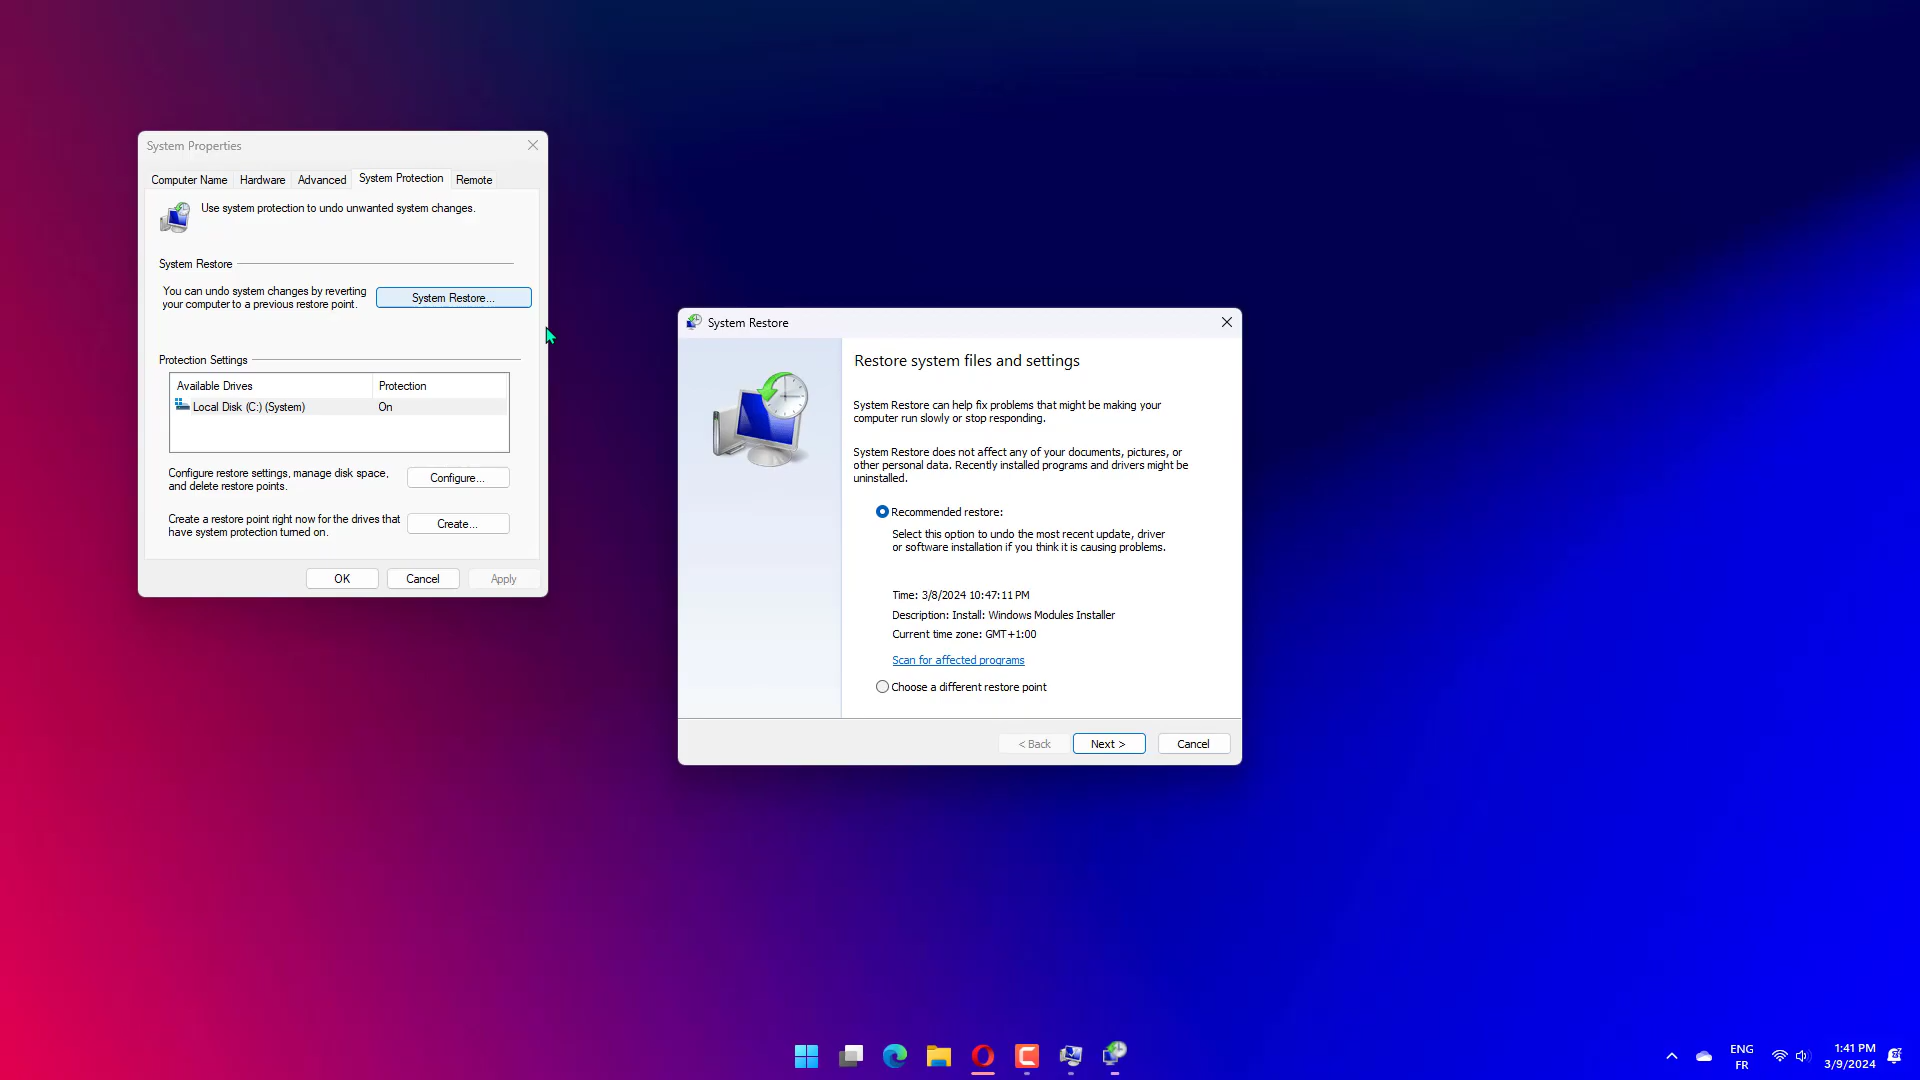 System Properties
Computer Name Hardware Advanced System Protection Remote
Use system protection to undo unwanted system changes.
System Restore
You can undo system changes by reverting
your computer to a previous restore point.
System Restore...
Protection Settings
Available Drives Protection
Local Disk (C:) (System) On
Configure restore settings, manage disk space,
and delete restore points.
Configure...
Create a restore point right now for the drives that
have system protection turned on.
Create...
OK Cancel Apply
System Restore
Restore system files and settings
System Restore can help fix problems that might be making your
computer run slowly or stop responding.
System Restore does not affect any of your documents, pictures, or
other personal data. Recently installed programs and drivers might be
uninstalled.
Recommended restore:
Select this option to undo the most recent update, driver
or software installation if you think it is causing problems.
Time: 3/8/2024 10:47:11 PM
Description: Install: Windows Modules Installer
Current time zone: GMT+1:00
Scan for affected programs
Choose a different restore point
< Back Next > Cancel
ENG
FR
1:41 PM
3/9/2024